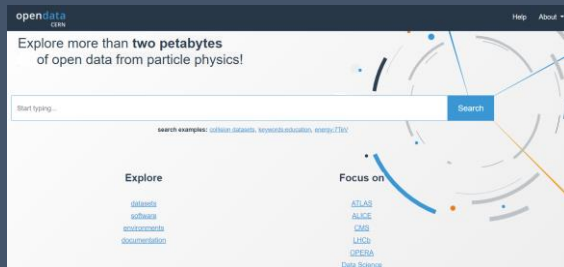 opendata
CERN
Help About
Explore more than two petabytes
of open data from particle physics!
Start typing...
Search
search examples: collision datasets, keywords:education, energy:7TeV
Explore
datasets
software
environments
documentation
Focus on
ATLAS
ALICE
CMS
LHCb
OPERA
Data Science